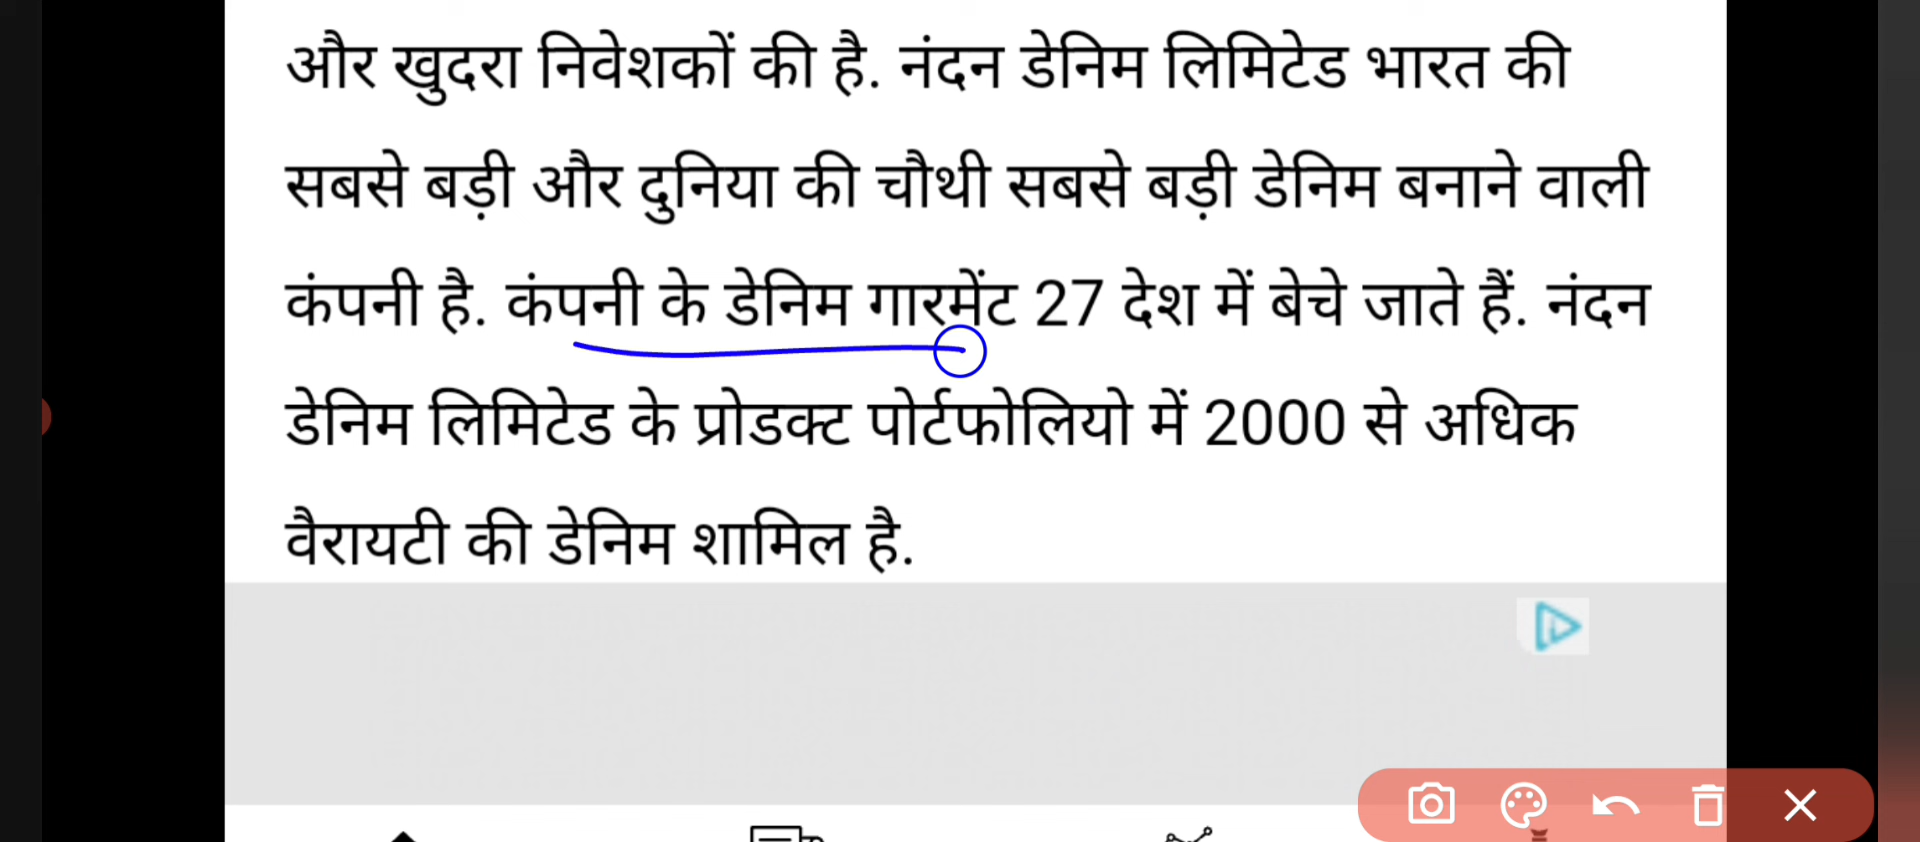 और खुदरा निवेशकों की है. नंदन डेनिम लिमिटेड भारत की
सबसे बड़ी और दुनिया की चौथी सबसे बड़ी डेनिम बनाने वाली
कंपनी है. कंपनी के डेनिम गारमेंट 27 देश में बेचे जाते हैं. नंदन
डेनिम लिमिटेड के प्रोडक्ट पोर्टफोलियो में 2000 से अधिक
वैरायटी की डेनिम शामिल है.